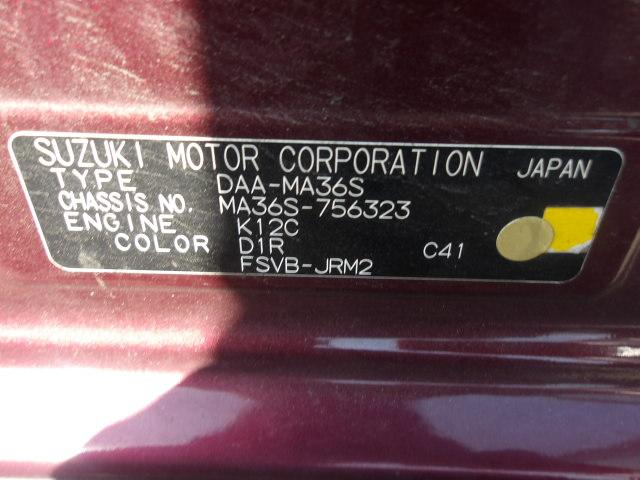 SUZUKI MOTOR CORPORATION JAPAN
TYPE DAA-MA36S
CHASSIS NO. MA36S-756323
ENGINE K12C
COLOR D1R C41
FSVB-JRM2